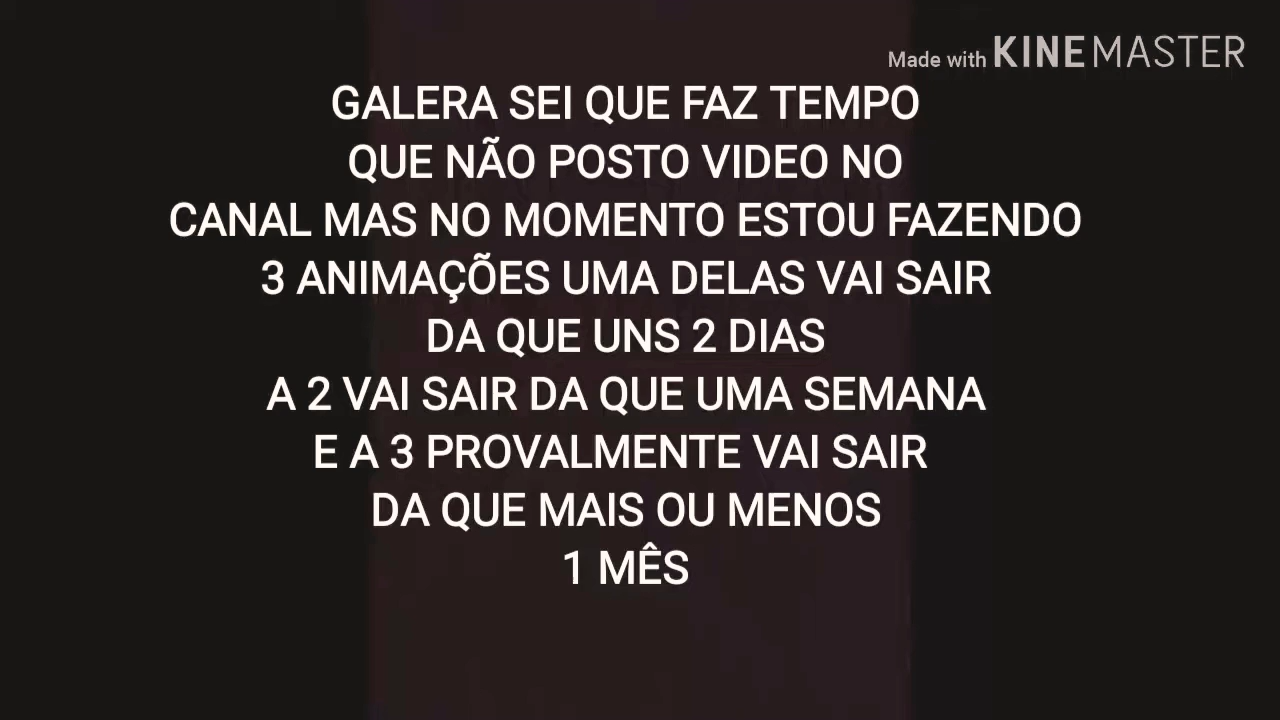 Made with KINEMASTER
GALERA SEI QUE FAZ TEMPO
QUE NÃO POSTO VIDEO NO
CANAL MAS NO MOMENTO ESTOU FAZENDO
3 ANIMAÇÕES UMA DELAS VAI SAIR
DA QUE UNS 2 DIAS
A 2 VAI SAIR DA QUE UMA SEMANA
E A 3 PROVALMENTE VAI SAIR
DA QUE MAIS OU MENOS
1 MÊS